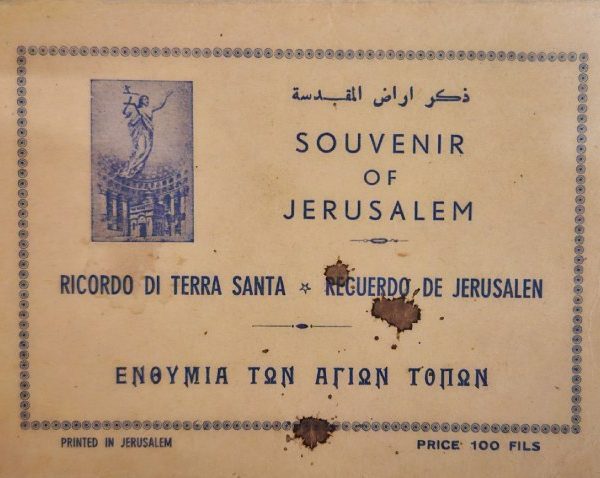 ذكر اراض المقدسة
SOUVENIR
OF
JERUSALEM
RICORDO DI TERRA SANTA ☆ RECUERDO DE JERUSALEN
ΕΝΘΥΜΙΑ ΤΩΝ ΑΓΙΩΝ ΤΟΠΩΝ
PRINTED IN JERUSALEM
PRICE 100 FILS